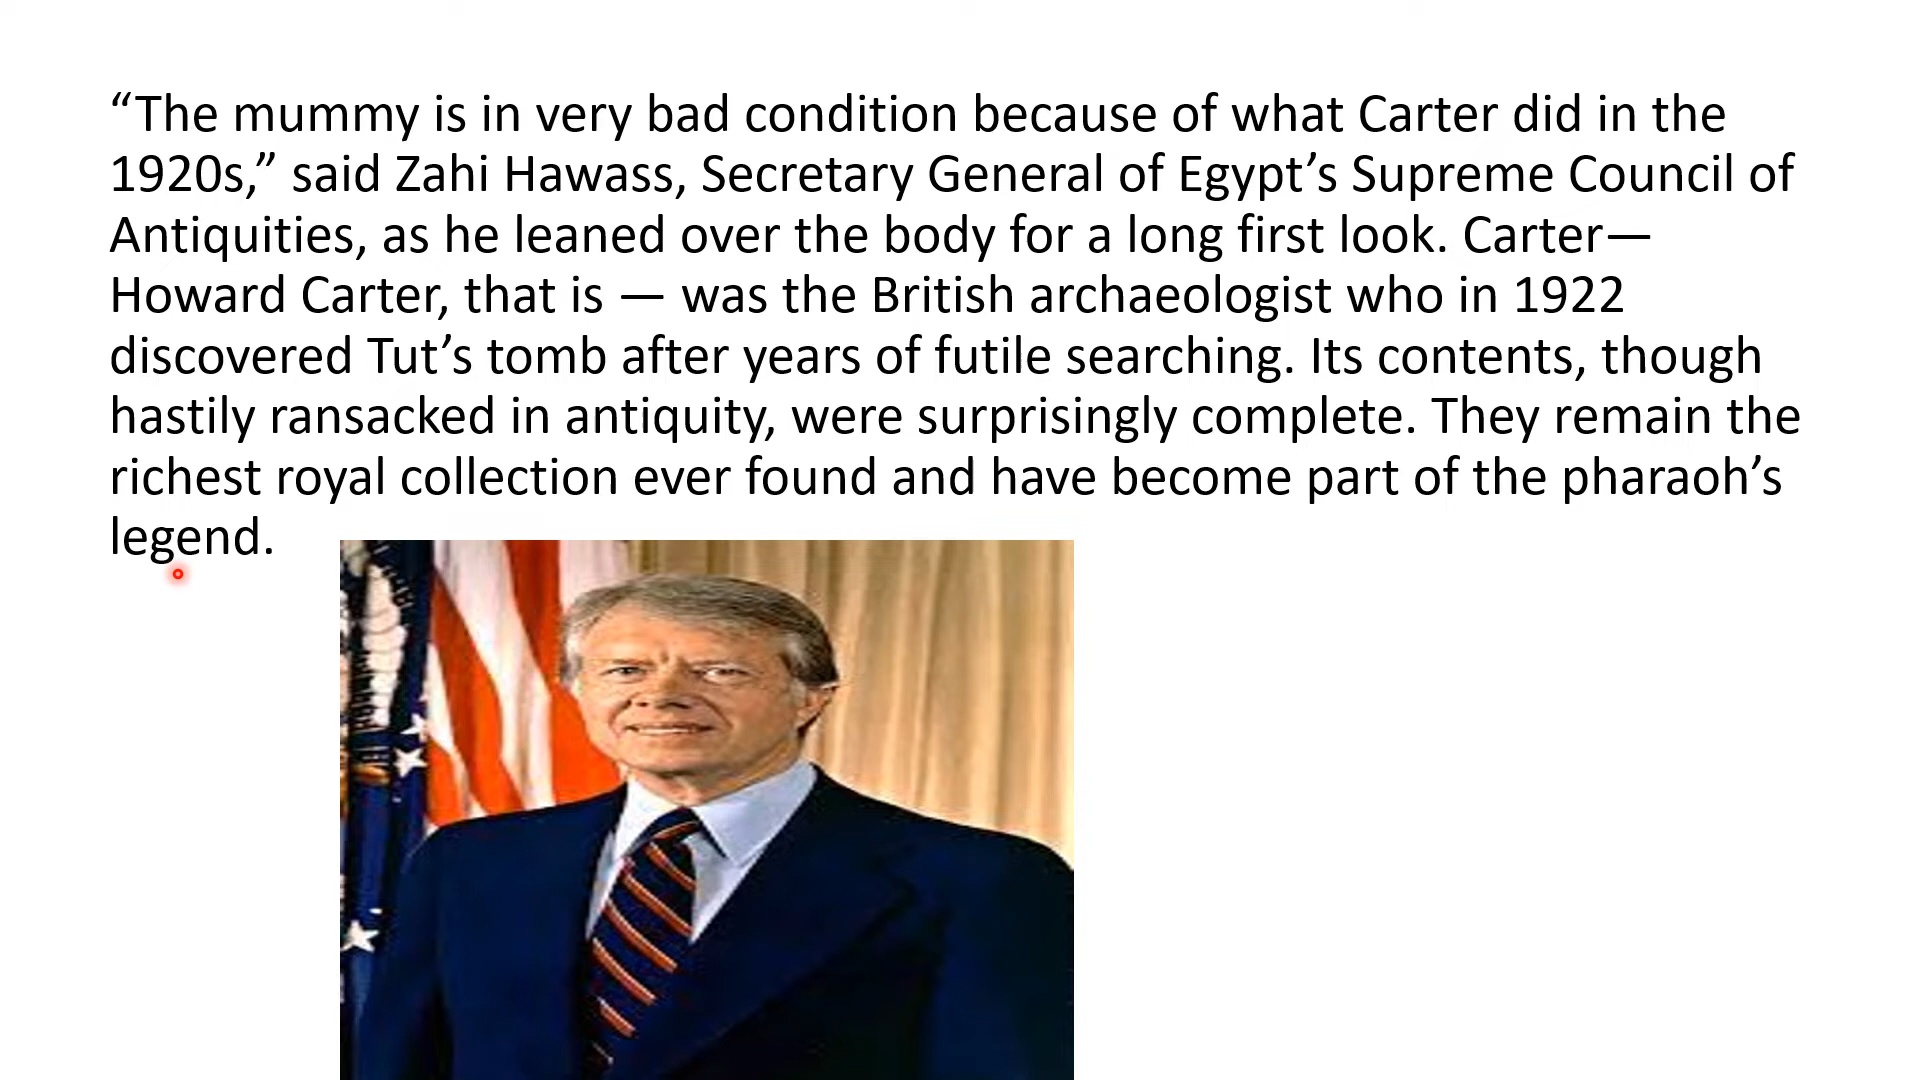 “The mummy is in very bad condition because of what Carter did in the
1920s,” said Zahi Hawass, Secretary General of Egypt’s Supreme Council of
Antiquities, as he leaned over the body for a long first look. Carter—
Howard Carter, that is — was the British archaeologist who in 1922
discovered Tut’s tomb after years of futile searching. Its contents, though
hastily ransacked in antiquity, were surprisingly complete. They remain the
richest royal collection ever found and have become part of the pharaoh’s
legend.